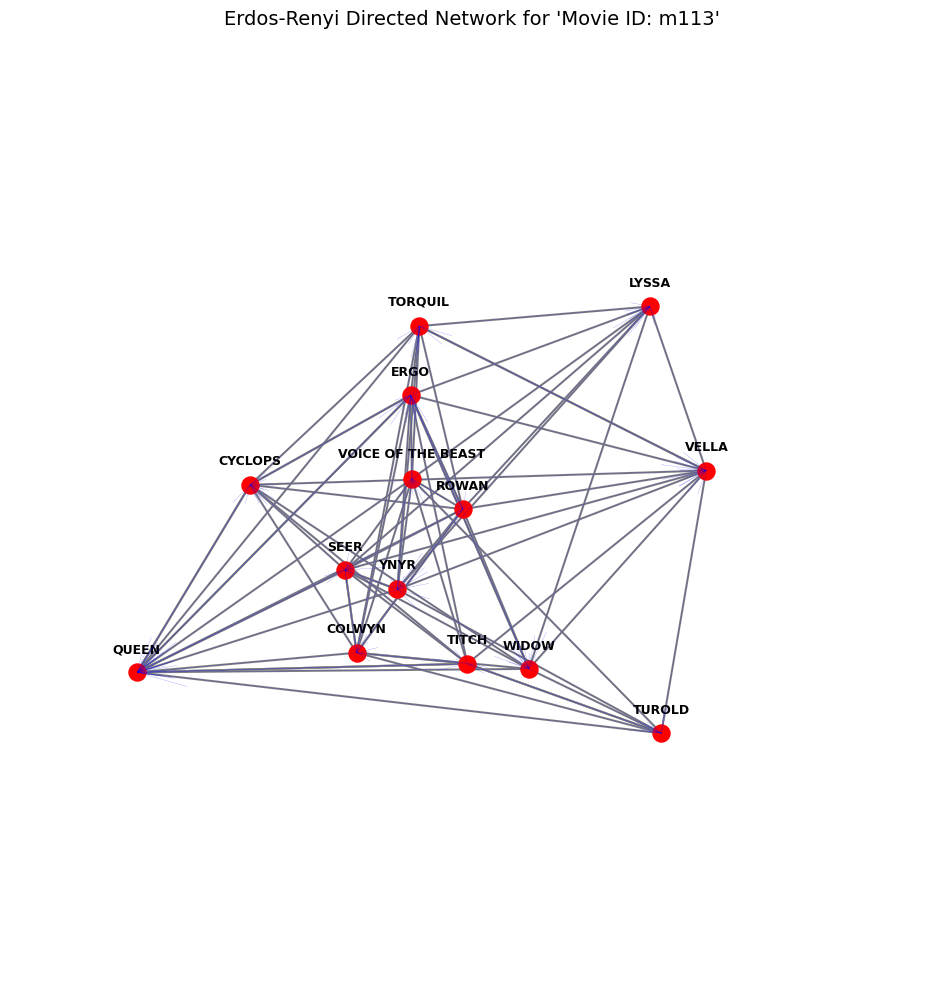 Erdos-Renyi Directed Network for 'Movie ID: m113'
LYSSA
TORQUIL
ERGO
VELLA
VOICE OF THE BEAST
CYCLOPS
ROWAN
SEER
YNYR
COLWYN
TITCH
WIDOW
QUEEN
TUROLD